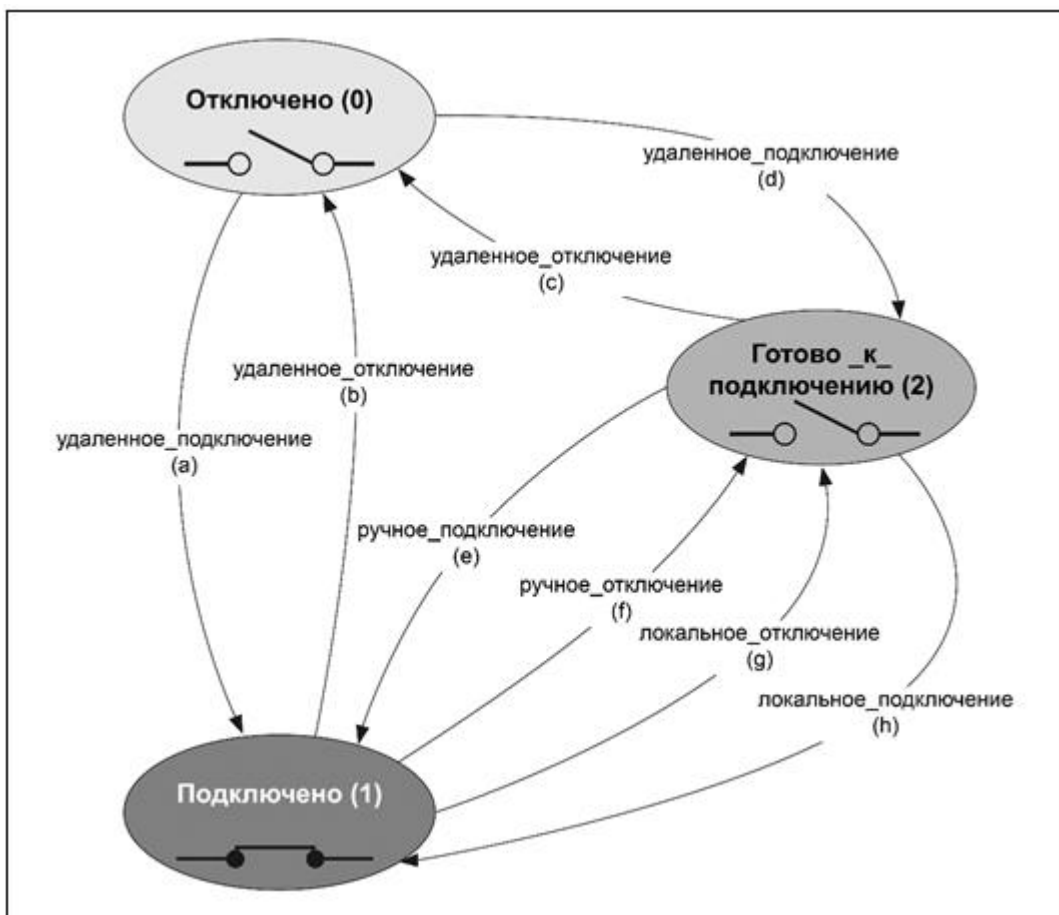 Отключено (0)
удаленное_подключение
(d)
удаленное_отключение
(c)
Готово _к_
подключению (2)
удаленное_отключение
(b)
удаленное_подключение
(a)
ручное_подключение
(e)
ручное_отключение
(f)
локальное_отключение
(g)
локальное_подключение
(h)
Подключено (1)